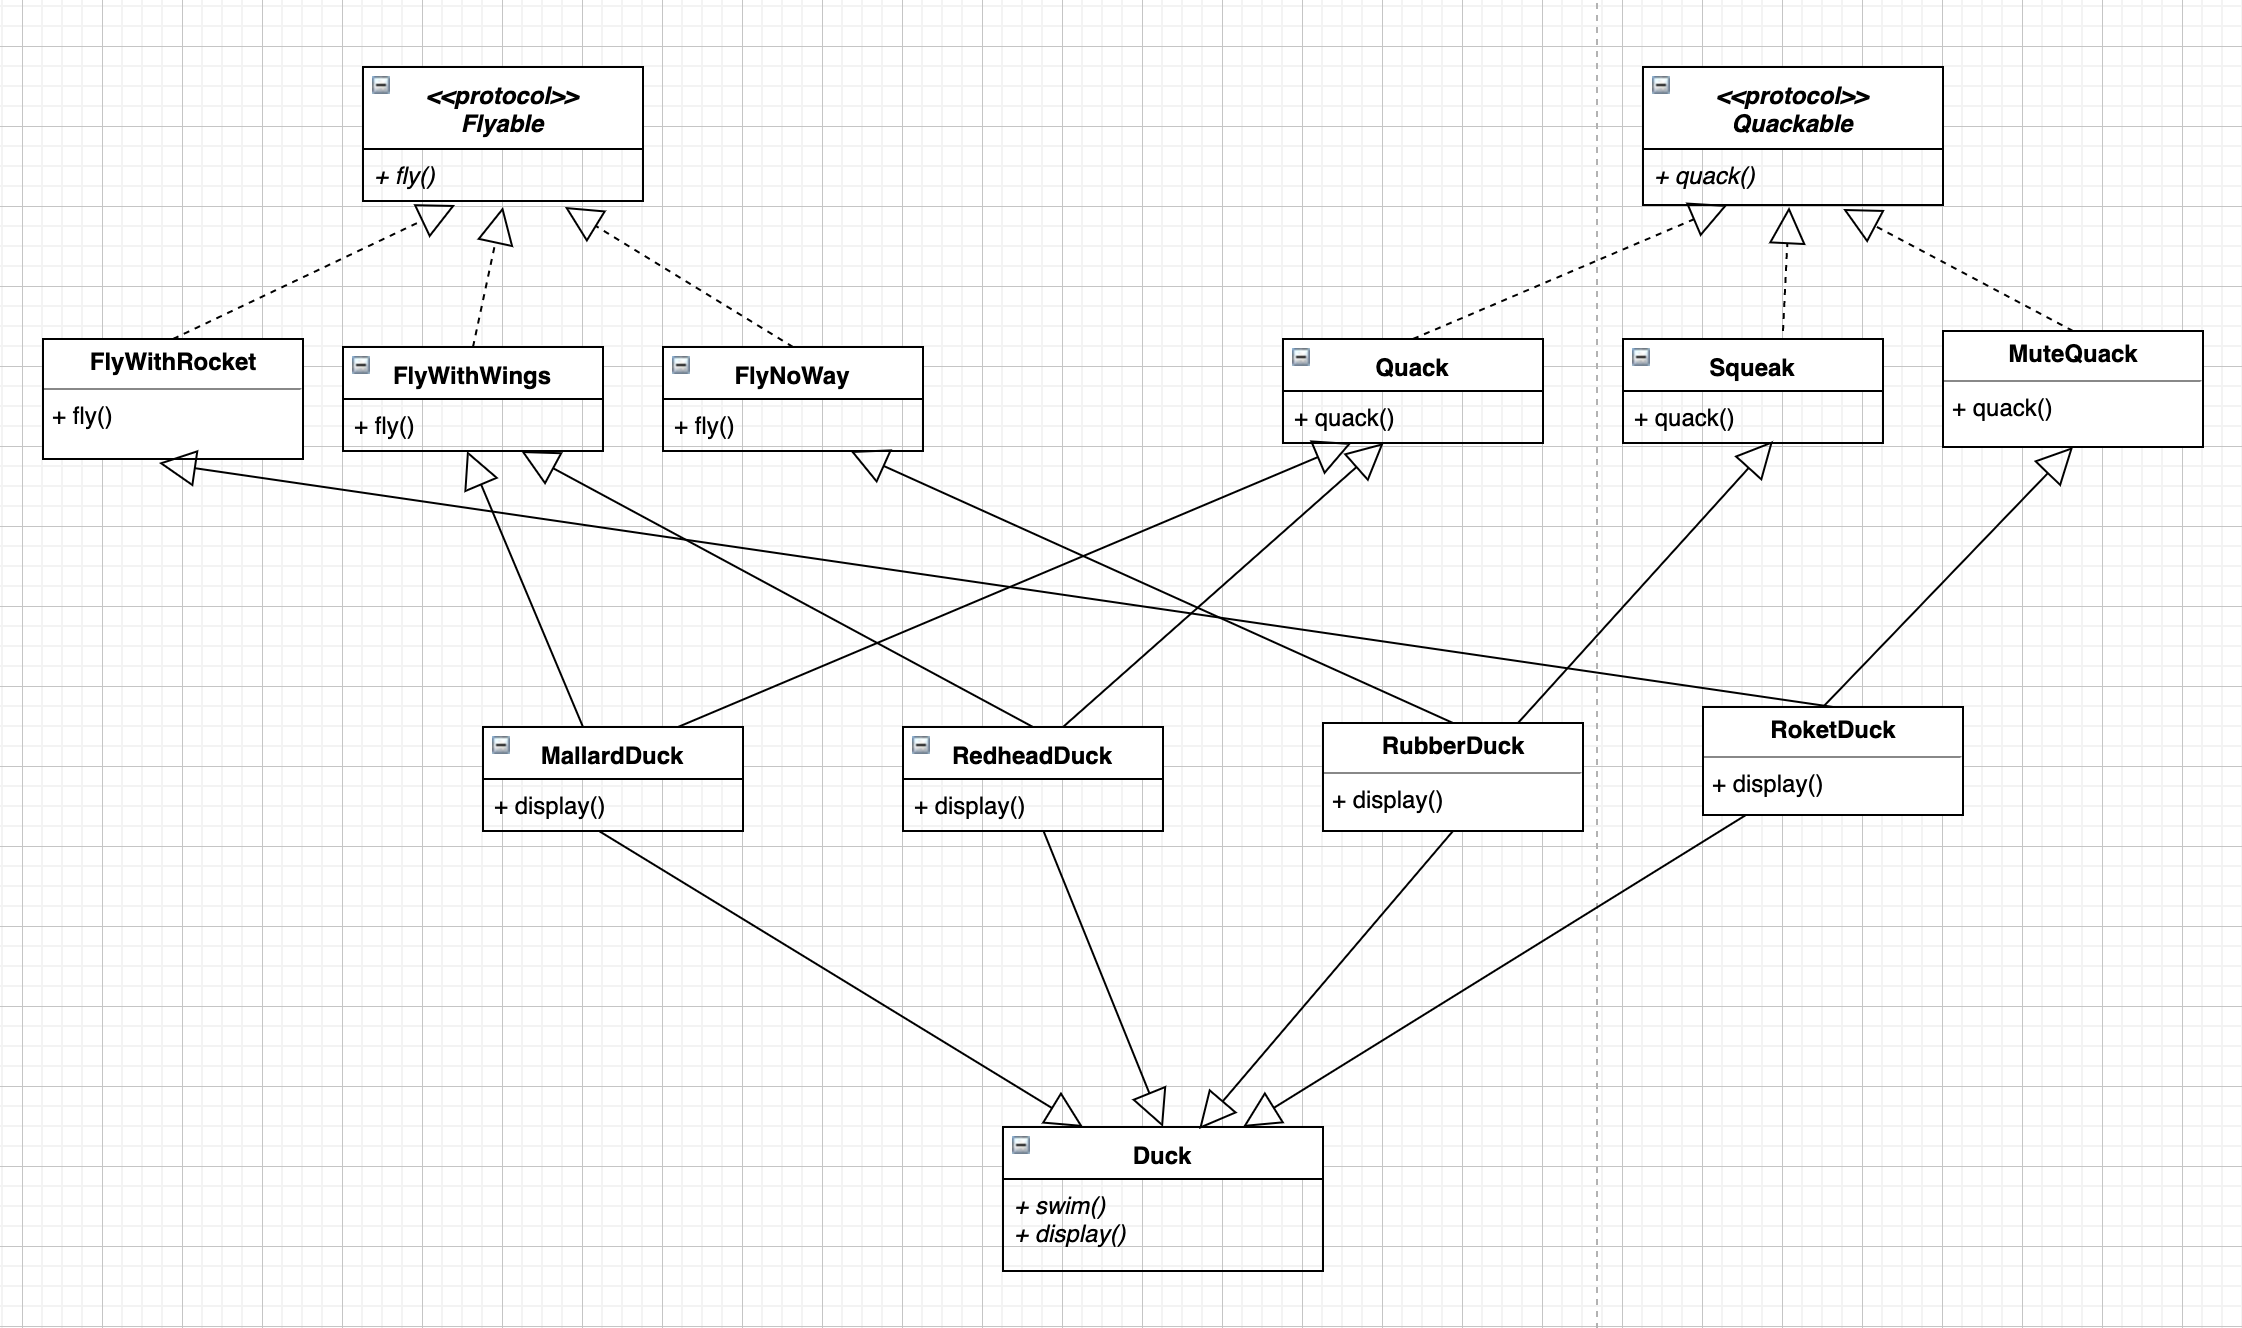 <<protocol>>
Flyable
+ fly()
<<protocol>>
Quackable
+ quack()
FlyWithRocket
+ fly()
FlyWithWings
+ fly()
FlyNoWay
+ fly()
Quack
+ quack()
Squeak
+ quack()
MuteQuack
+ quack()
MallardDuck
+ display()
RedheadDuck
+ display()
RubberDuck
+ display()
RoketDuck
+ display()
Duck
+ swim()
+ display()